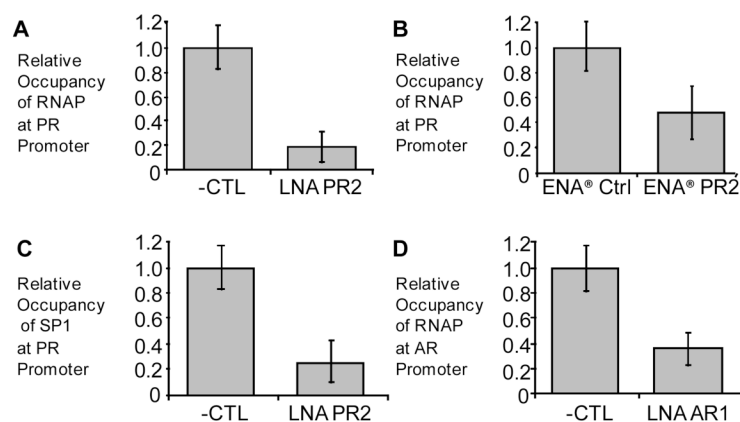 A
Relative
Occupancy
of RNAP
at PR
Promoter
1.2
1.0
0.8
0.6
0.4
0.2
0
-CTL LNA PR2
B
Relative
Occupancy
of RNAP
at PR
Promoter
1.2
1.0
0.8
0.6
0.4
0.2
0
ENA® Ctrl ENA® PR2
C
Relative
Occupancy
of SP1
at PR
Promoter
1.2
1.0
0.8
0.6
0.4
0.2
0
-CTL LNA PR2
D
Relative
Occupancy
of RNAP
at AR
Promoter
1.2
1.0
0.8
0.6
0.4
0.2
0
-CTL LNA AR1